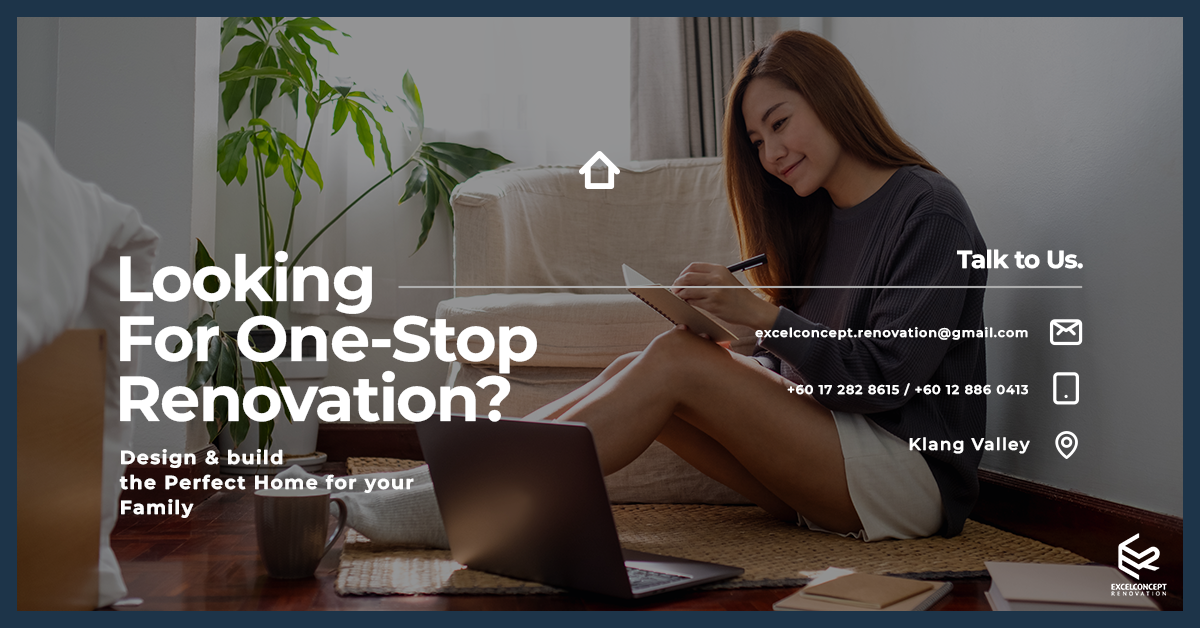 Looking
For One-Stop
Renovation?
Design & build
the Perfect Home for your
Family
Talk to Us.
excelconcept.renovation@gmail.com
+60 17 282 8615 / +60 12 886 0413
Klang Valley
EXCELCONCEPT
RENOVATION